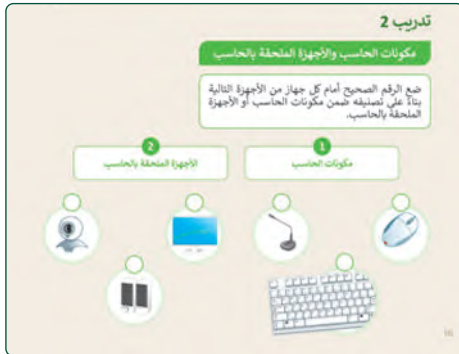 تدريب 2
مكونات الحاسب والأجهزة الملحقة بالحاسب
ضع الرقم الصحيح أمام كل جهاز من الأجهزة التالية
بناءً على تصنيفه ضمن مكونات الحاسب أو الأجهزة
الملحقة بالحاسب.
1
مكونات الحاسب
2
الأجهزة الملحقة بالحاسب